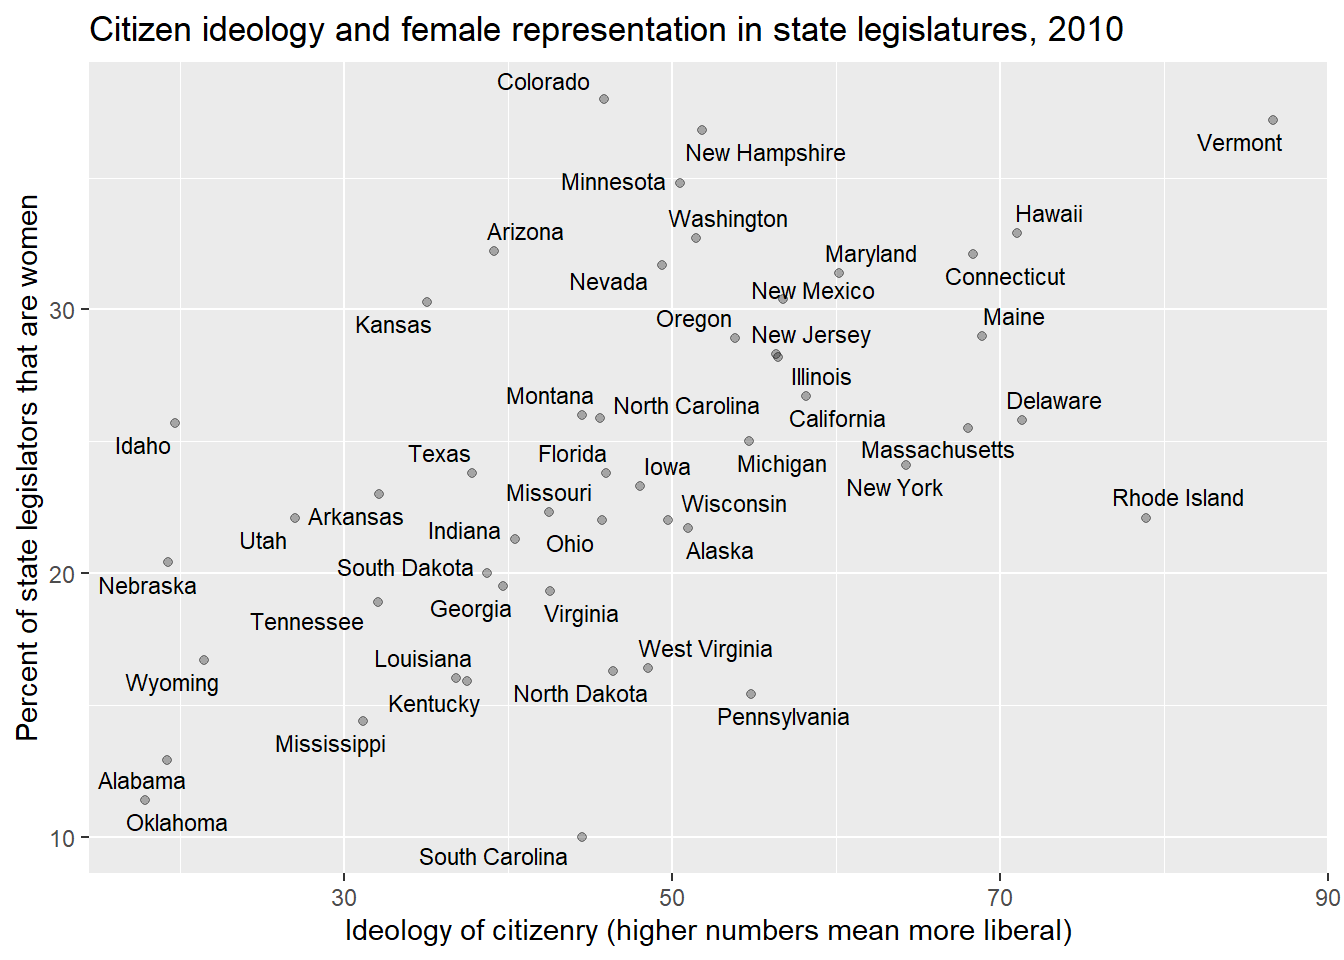 Citizen ideology and female representation in state legislatures, 2010
Percent of state legislators that are women
30
20
10
Colorado
Vermont
New Hampshire
Minnesota
Hawaii
Washington
Arizona
Maryland
Connecticut
Nevada
New Mexico
Maine
Oregon
Kansas
New Jersey
Illinois
Montana
Delaware
North Carolina
California
Idaho
Massachusetts
Texas
Florida
Michigan
Iowa
New York
Missouri
Rhode Island
Wisconsin
Arkansas
Indiana
Utah
Ohio
Alaska
South Dakota
Nebraska
Georgia
Virginia
Tennessee
West Virginia
Louisiana
Wyoming
North Dakota
Kentucky
Pennsylvania
Mississippi
Alabama
Oklahoma
South Carolina
30
50
70
90
Ideology of citizenry (higher numbers mean more liberal)